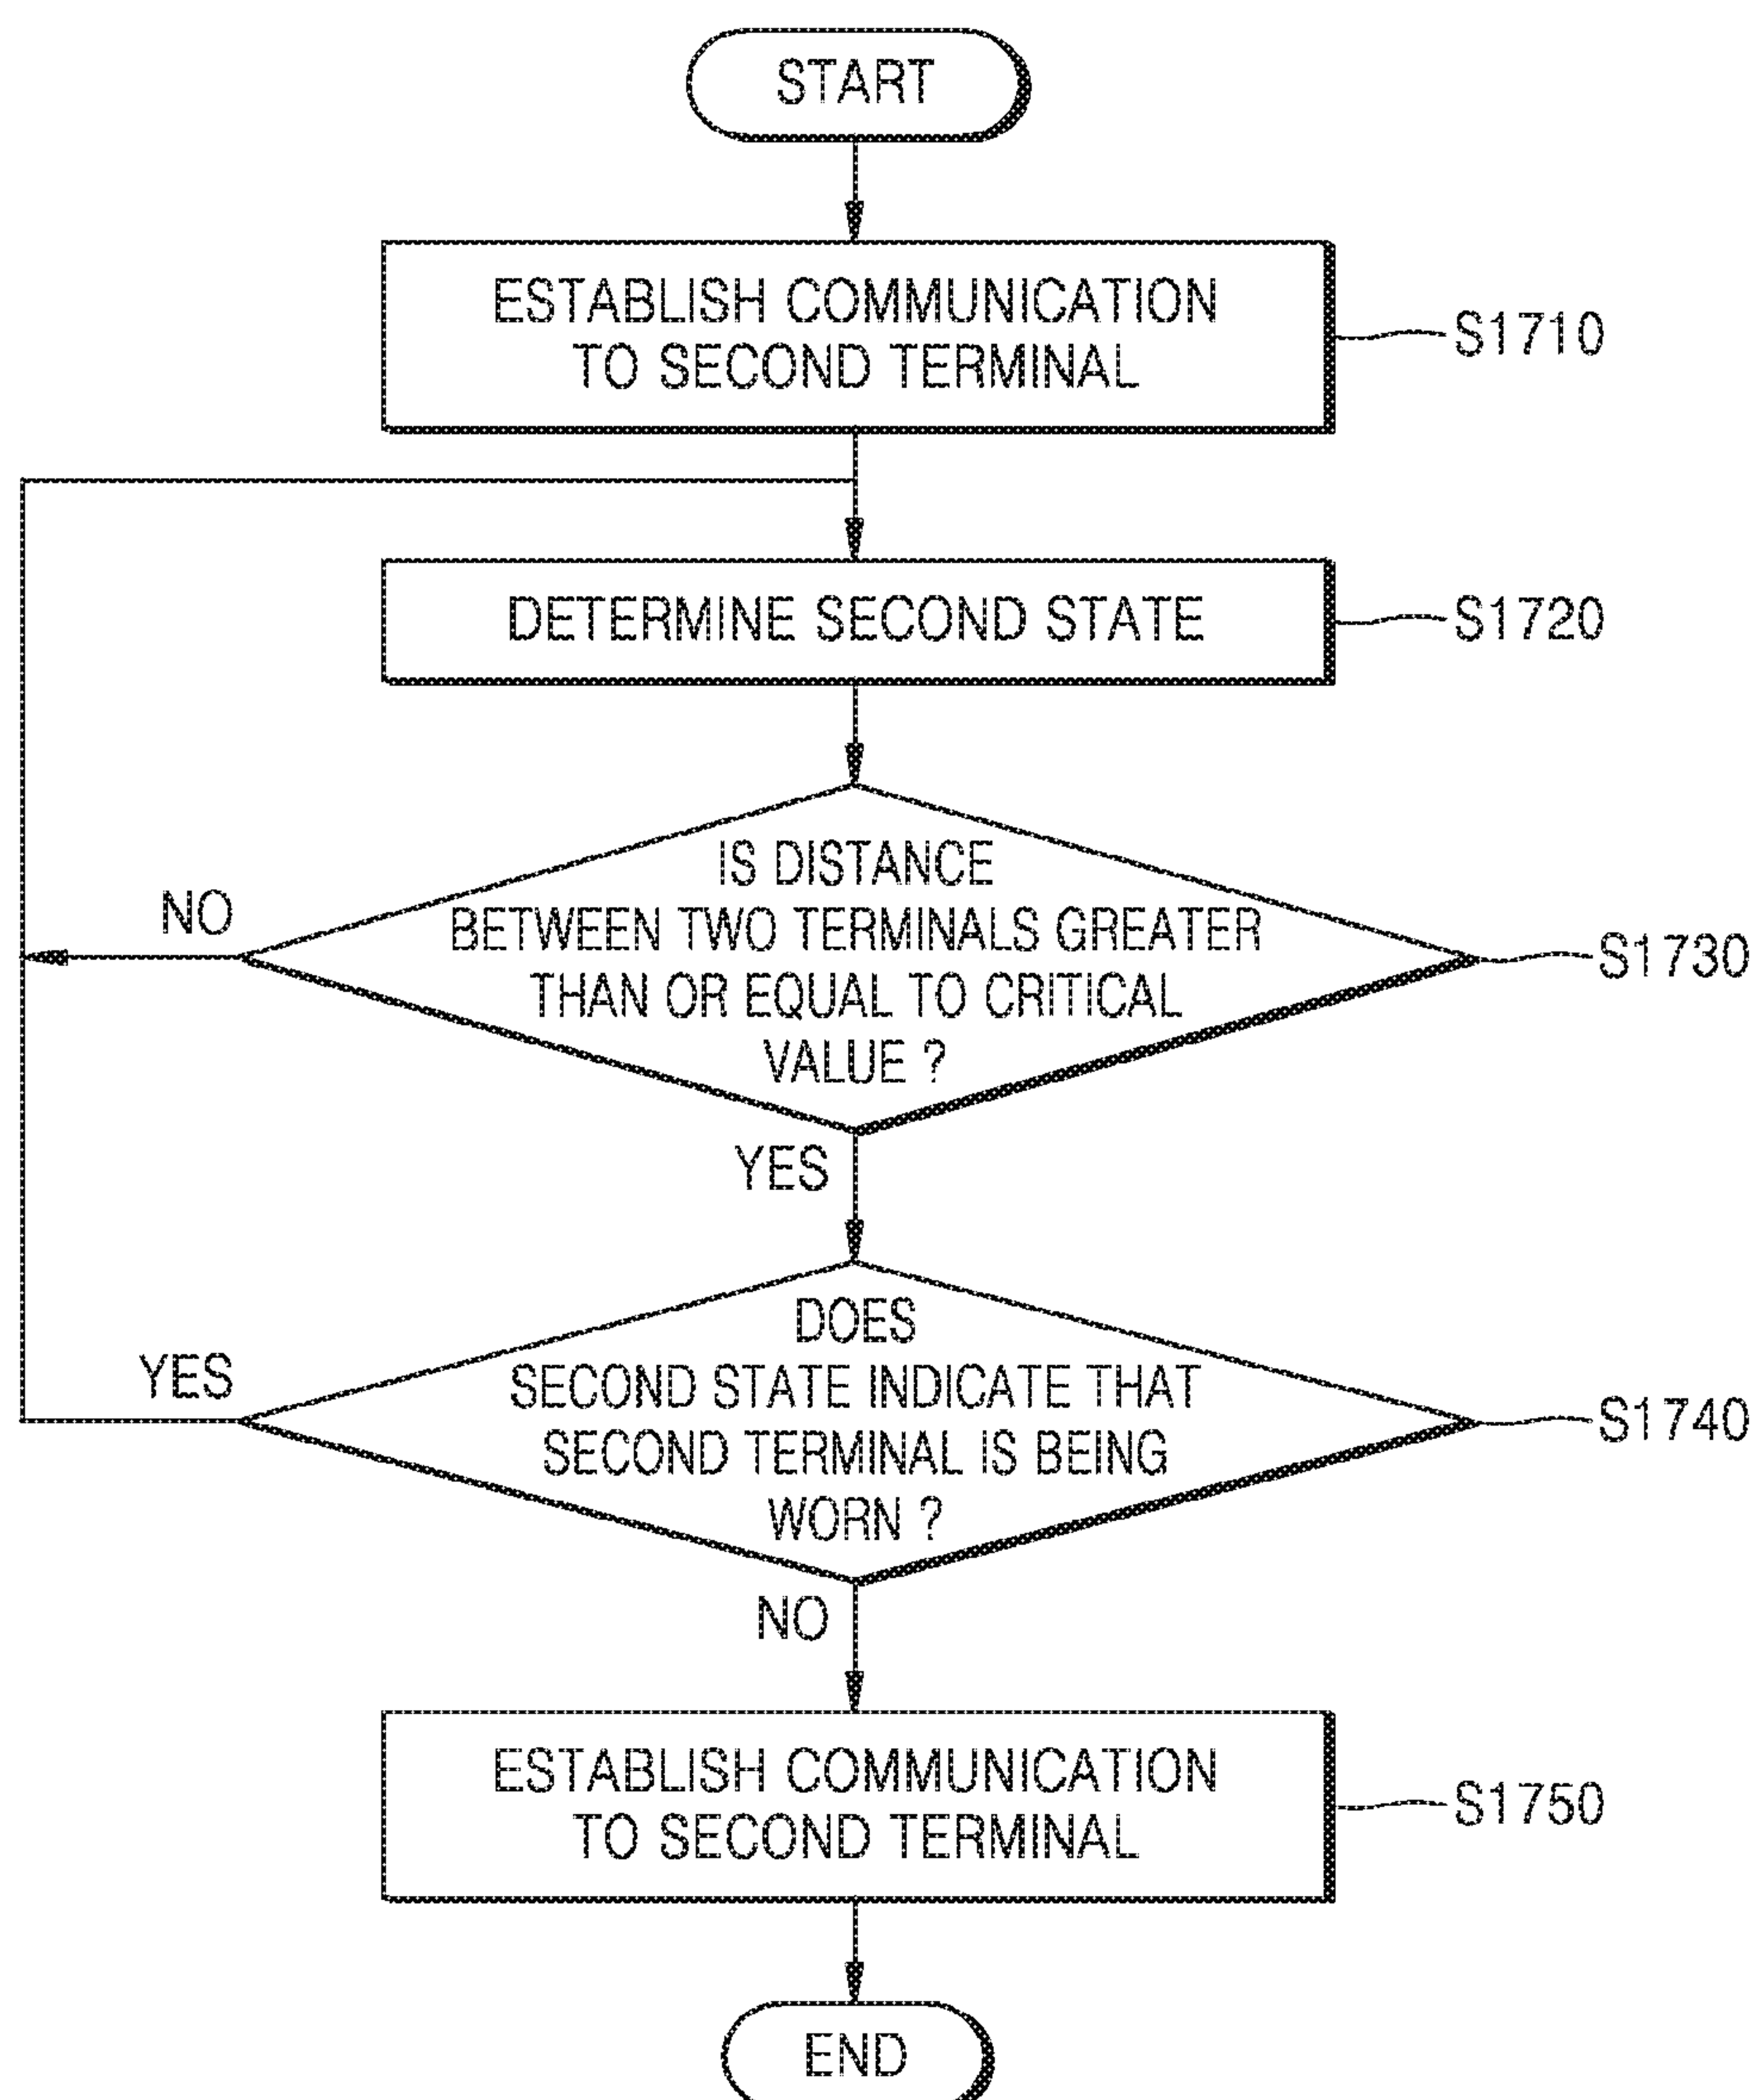 START
ESTABLISH COMMUNICATION
TO SECOND TERMINAL
S1710
DETERMINE SECOND STATE
S1720
IS DISTANCE
BETWEEN TWO TERMINALS GREATER
THAN OR EQUAL TO CRITICAL
VALUE ?
NO
S1730
YES
DOES
SECOND STATE INDICATE THAT
SECOND TERMINAL IS BEING
WORN ?
YES
S1740
NO
ESTABLISH COMMUNICATION
TO SECOND TERMINAL
S1750
END